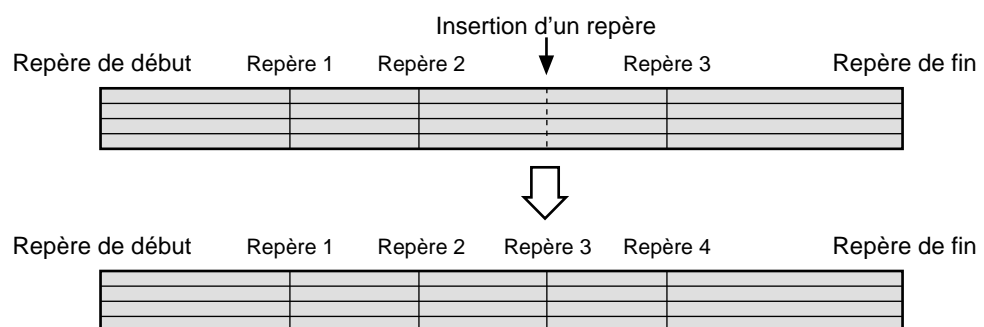 Insertion d’un repère
Repère de début Repère 1 Repère 2 Repère 3 Repère de fin
Repère de début Repère 1 Repère 2 Repère 3 Repère 4 Repère de fin